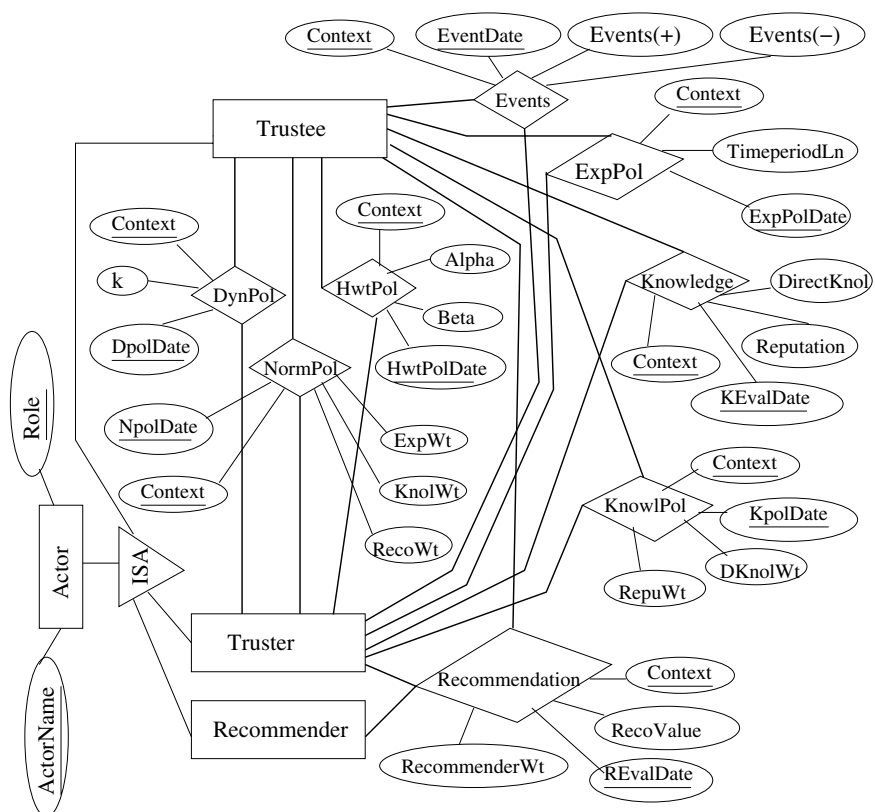 Context
EventDate
Events(+)
Events(−)
Events
Trustee
Context
TimeperiodLn
ExpPol
ExpPolDate
Context
Context
Alpha
k
DynPol
HwtPol
Beta
DpolDate
NormPol
HwtPolDate
Knowledge
DirectKnol
Reputation
Context
KEvalDate
Role
NpolDate
ExpWt
Context
KnolWt
RecoWt
Context
KnowlPol
KpolDate
DKnolWt
RepuWt
Actor
ISA
Truster
Recommendation
Context
Recommender
RecoValue
RecommenderWt
REvalDate
ActorName